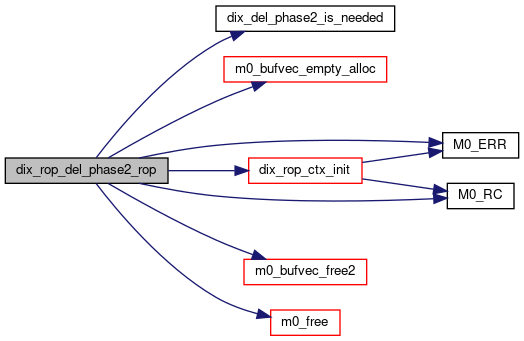 dix_del_phase2_is_needed
m0_bufvec_empty_alloc
M0_ERR
dix_rop_del_phase2_rop
dix_rop_ctx_init
M0_RC
m0_bufvec_free2
m0_free